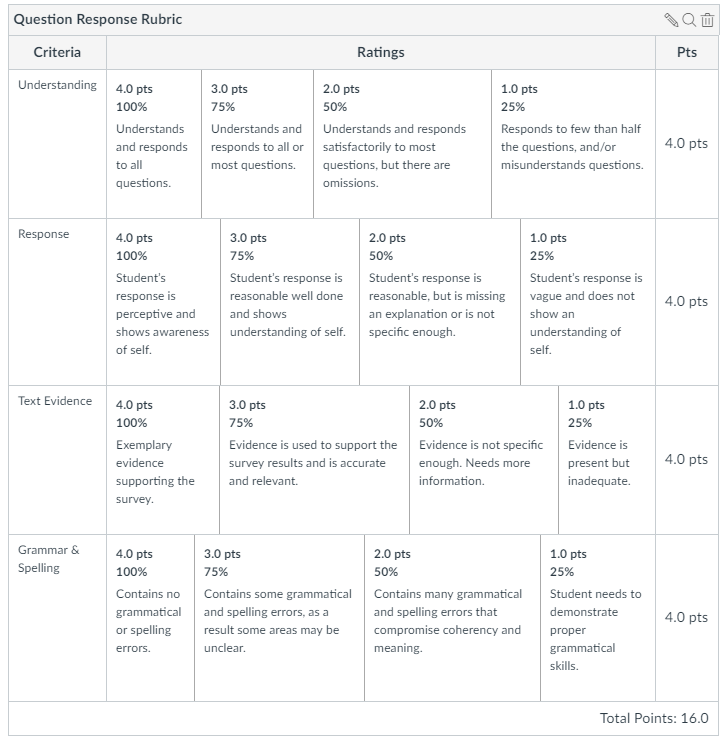 Question Response Rubric
Criteria
Ratings
Pts
Understanding
4.0 pts
100%
Understands
and responds
to all
questions.
3.0 pts
75%
Understands and
responds to all or
most questions.
2.0 pts
50%
Understands and responds
satisfactorily to most
questions, but there are
omissions.
1.0 pts
25%
Responds to few than half
the questions, and/or
misunderstands questions.
4.0 pts
Response
4.0 pts
100%
Student's
response is
perceptive and
shows awareness
of self.
3.0 pts
75%
Student's response is
reasonable well done
and shows
understanding of self.
2.0 pts
50%
Student's response is
reasonable, but is missing
an explanation or is not
specific enough.
1.0 pts
25%
Student's response is
vague and does not
show an
understanding of
self.
4.0 pts
Text Evidence
4.0 pts
100%
Exemplary
evidence
supporting the
survey.
3.0 pts
75%
Evidence is used to support the
survey results and is accurate
and relevant.
2.0 pts
50%
Evidence is not specific
enough. Needs more
information.
1.0 pts
25%
Evidence is
present but
inadequate.
4.0 pts
Grammar &
Spelling
4.0 pts
100%
Contains no
grammatical
or spelling
errors.
3.0 pts
75%
Contains some grammatical
and spelling errors, as a
result some areas may be
unclear.
2.0 pts
50%
Contains many grammatical
and spelling errors that
compromise coherency and
meaning.
1.0 pts
25%
Student needs to
demonstrate
proper
grammatical
skills.
4.0 pts
Total Points: 16.0